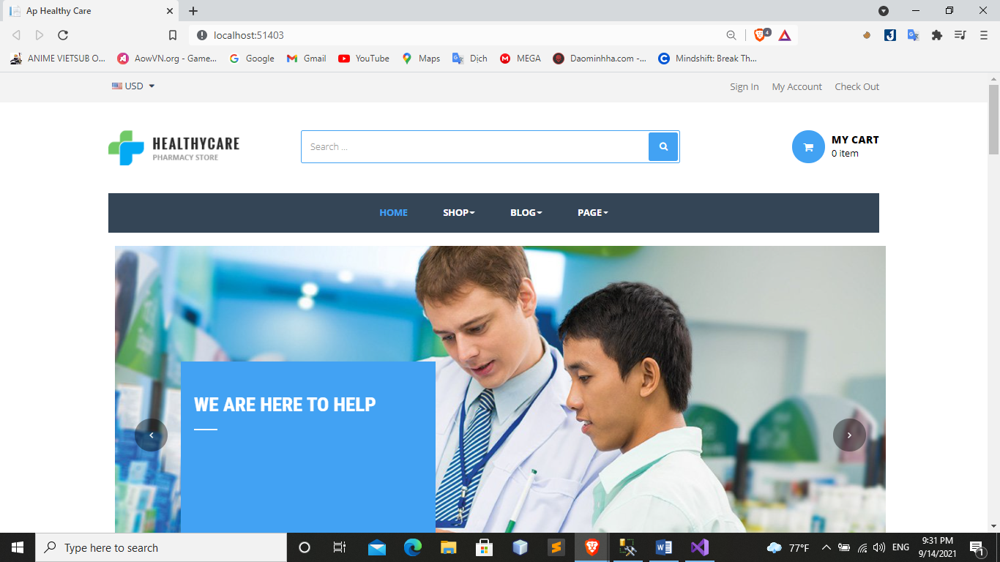 Ap Healthy Care
localhost:51403
4
ANIME VIETSUB O...
AowVN.org - Game...
Google
Gmail
YouTube
Maps
Dịch
MEGA
Daominhha.com -...
Mindshift: Break Th...
USD
Sign In
My Account
Check Out
HEALTHYCARE
PHARMACY STORE
Search ...
MY CART
0 item
HOME
SHOP
BLOG
PAGE
WE ARE HERE TO HELP
Type here to search
77°F
ENG
9:31 PM
9/14/2021
1